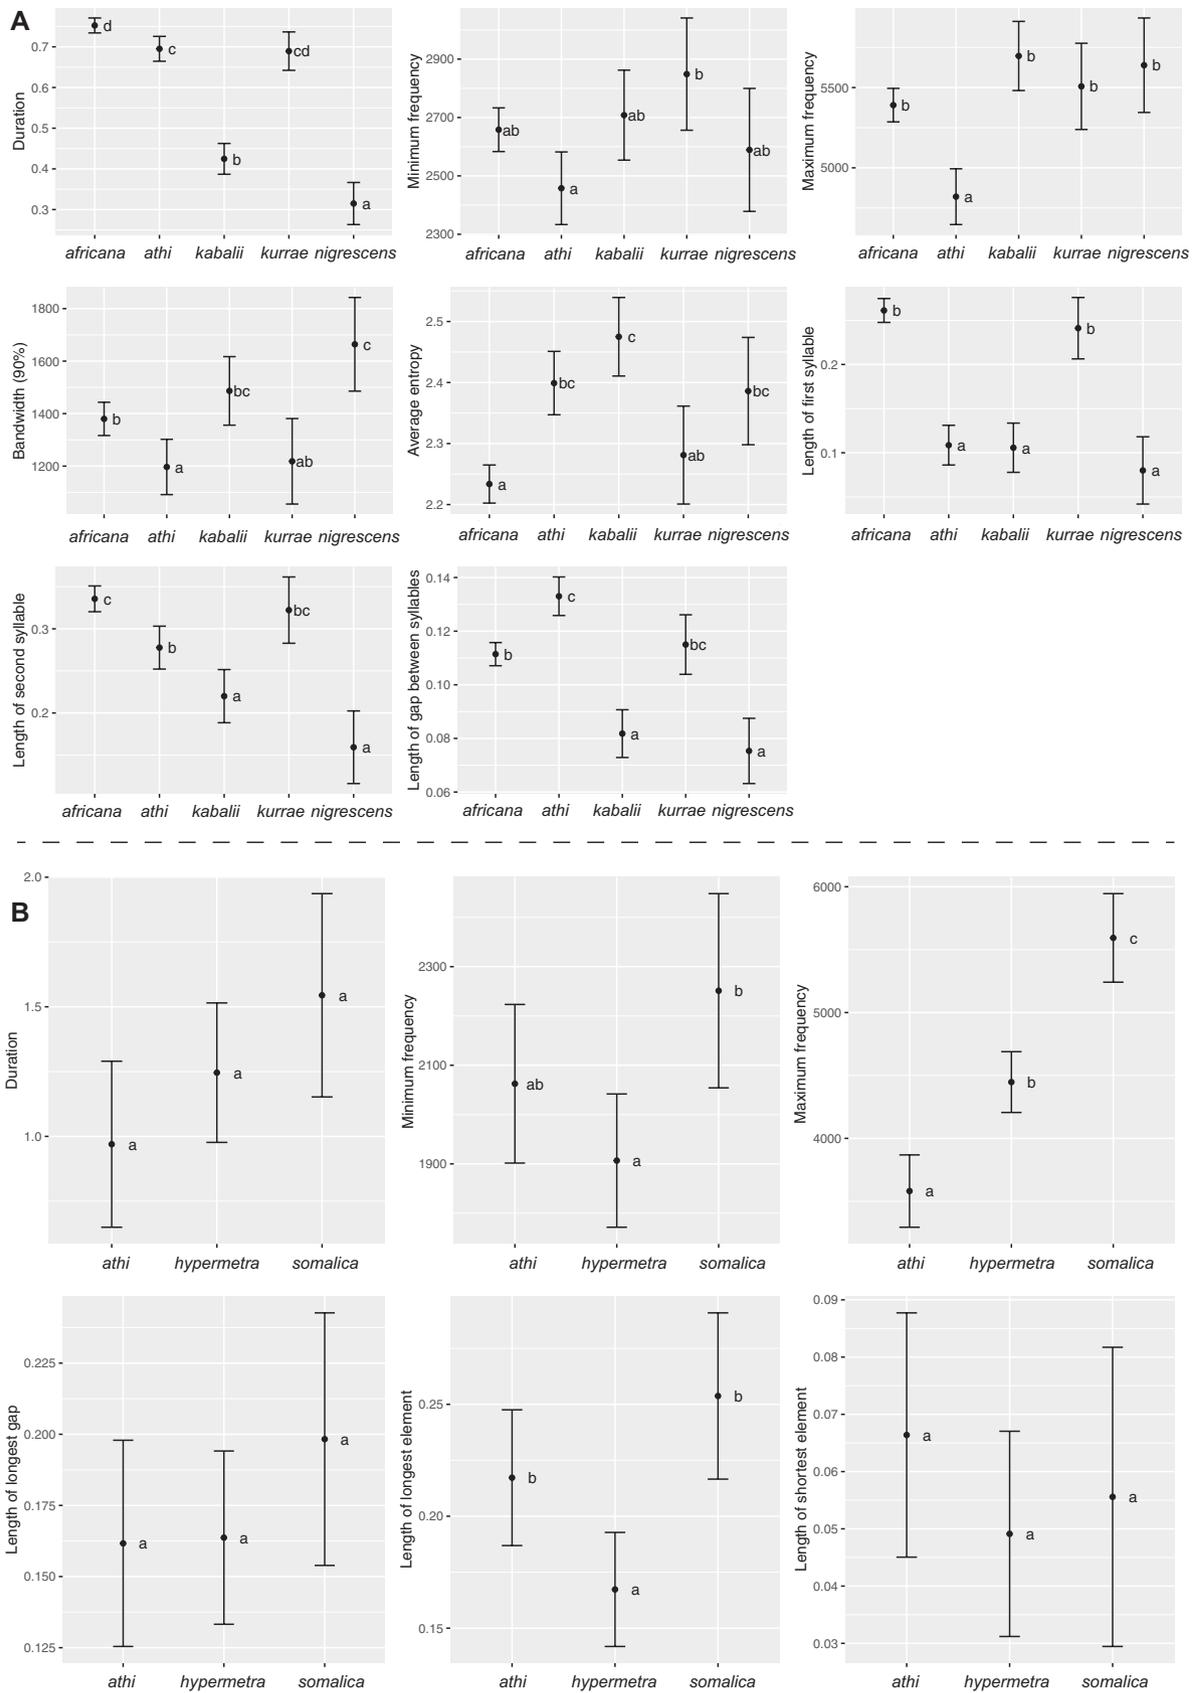 A
Duration
0.7
0.6
0.5
0.4
0.3
d
c
b
cd
a
africana athi kabalii kurrae nigrescens
Minimum frequency
2900
2700
2500
2300
ab
a
ab
b
ab
africana athi kabalii kurrae nigrescens
Maximum frequency
5500
5000
b
a
b
b
b
africana athi kabalii kurrae nigrescens
Bandwidth (90%)
1800
1600
1400
1200
b
a
bc
ab
c
africana athi kabalii kurrae nigrescens
Average entropy
2.5
2.4
2.3
2.2
a
bc
c
ab
bc
africana athi kabalii kurrae nigrescens
Length of first syllable
0.2
0.1
b
a
a
b
a
africana athi kabalii kurrae nigrescens
Length of second syllable
0.3
0.2
c
b
a
bc
a
africana athi kabalii kurrae nigrescens
Length of gap between syllables
0.14
0.12
0.10
0.08
0.06
b
c
a
bc
a
africana athi kabalii kurrae nigrescens
B
Duration
2.0
1.5
1.0
a
a
a
athi hypermetra somalica
Minimum frequency
2300
2100
1900
ab
a
b
athi hypermetra somalica
Maximum frequency
6000
5000
4000
a
b
c
athi hypermetra somalica
Length of longest gap
0.225
0.200
0.175
0.150
0.125
a
a
a
athi hypermetra somalica
Length of longest element
0.25
0.20
0.15
b
a
b
athi hypermetra somalica
Length of shortest element
0.09
0.08
0.07
0.06
0.05
0.04
0.03
a
a
a
athi hypermetra somalica